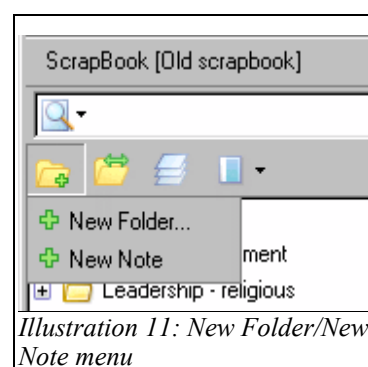 ScrapBook [Old scrapbook]
New Folder...
New Note
ment
Leadership - religious
Illustration 11: New Folder/New
Note menu